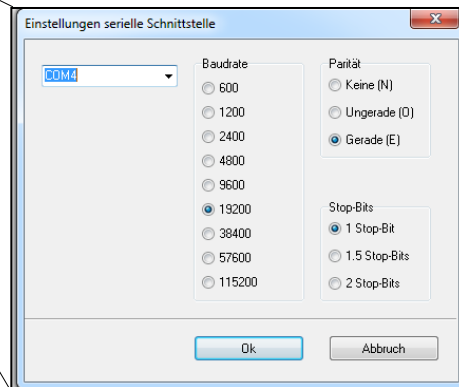 Einstellungen serielle Schnittstelle
COM4
Baudrate
600
1200
2400
4800
9600
19200
38400
57600
115200
Parität
Keine (N)
Ungerade (O)
Gerade (E)
Stop-Bits
1 Stop-Bit
1.5 Stop-Bits
2 Stop-Bits
Ok
Abbruch